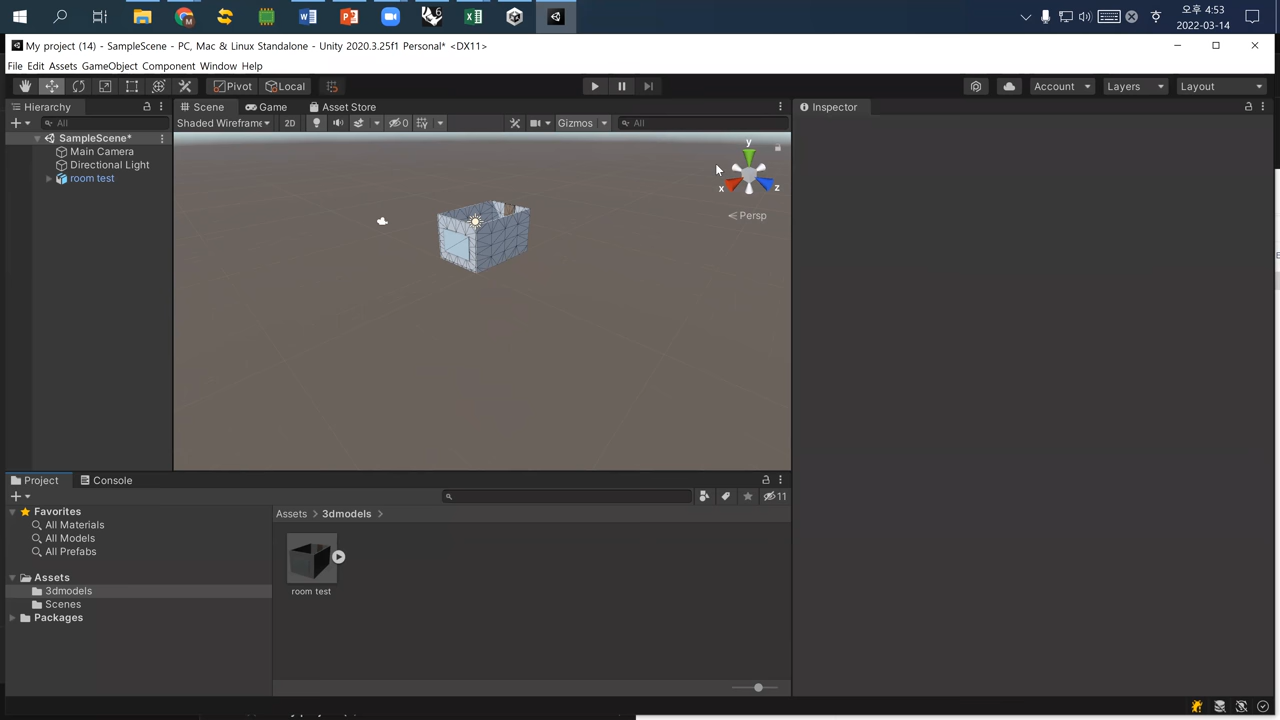 오후 4:53
2022-03-14
My project (14) - SampleScene - PC, Mac & Linux Standalone - Unity 2020.3.25f1 Personal* <DX11>
File Edit Assets GameObject Component Window Help
Pivot Local Account Layers Layout
Hierarchy Scene Game Asset Store Inspector
All Shaded Wireframe 2D 0 Gizmos All
SampleScene*
Main Camera
Directional Light
room test
y
x z
Persp
Project Console
11
Favorites Assets > 3dmodels >
All Materials
All Models
All Prefabs
Assets
3dmodels room test
Scenes
Packages